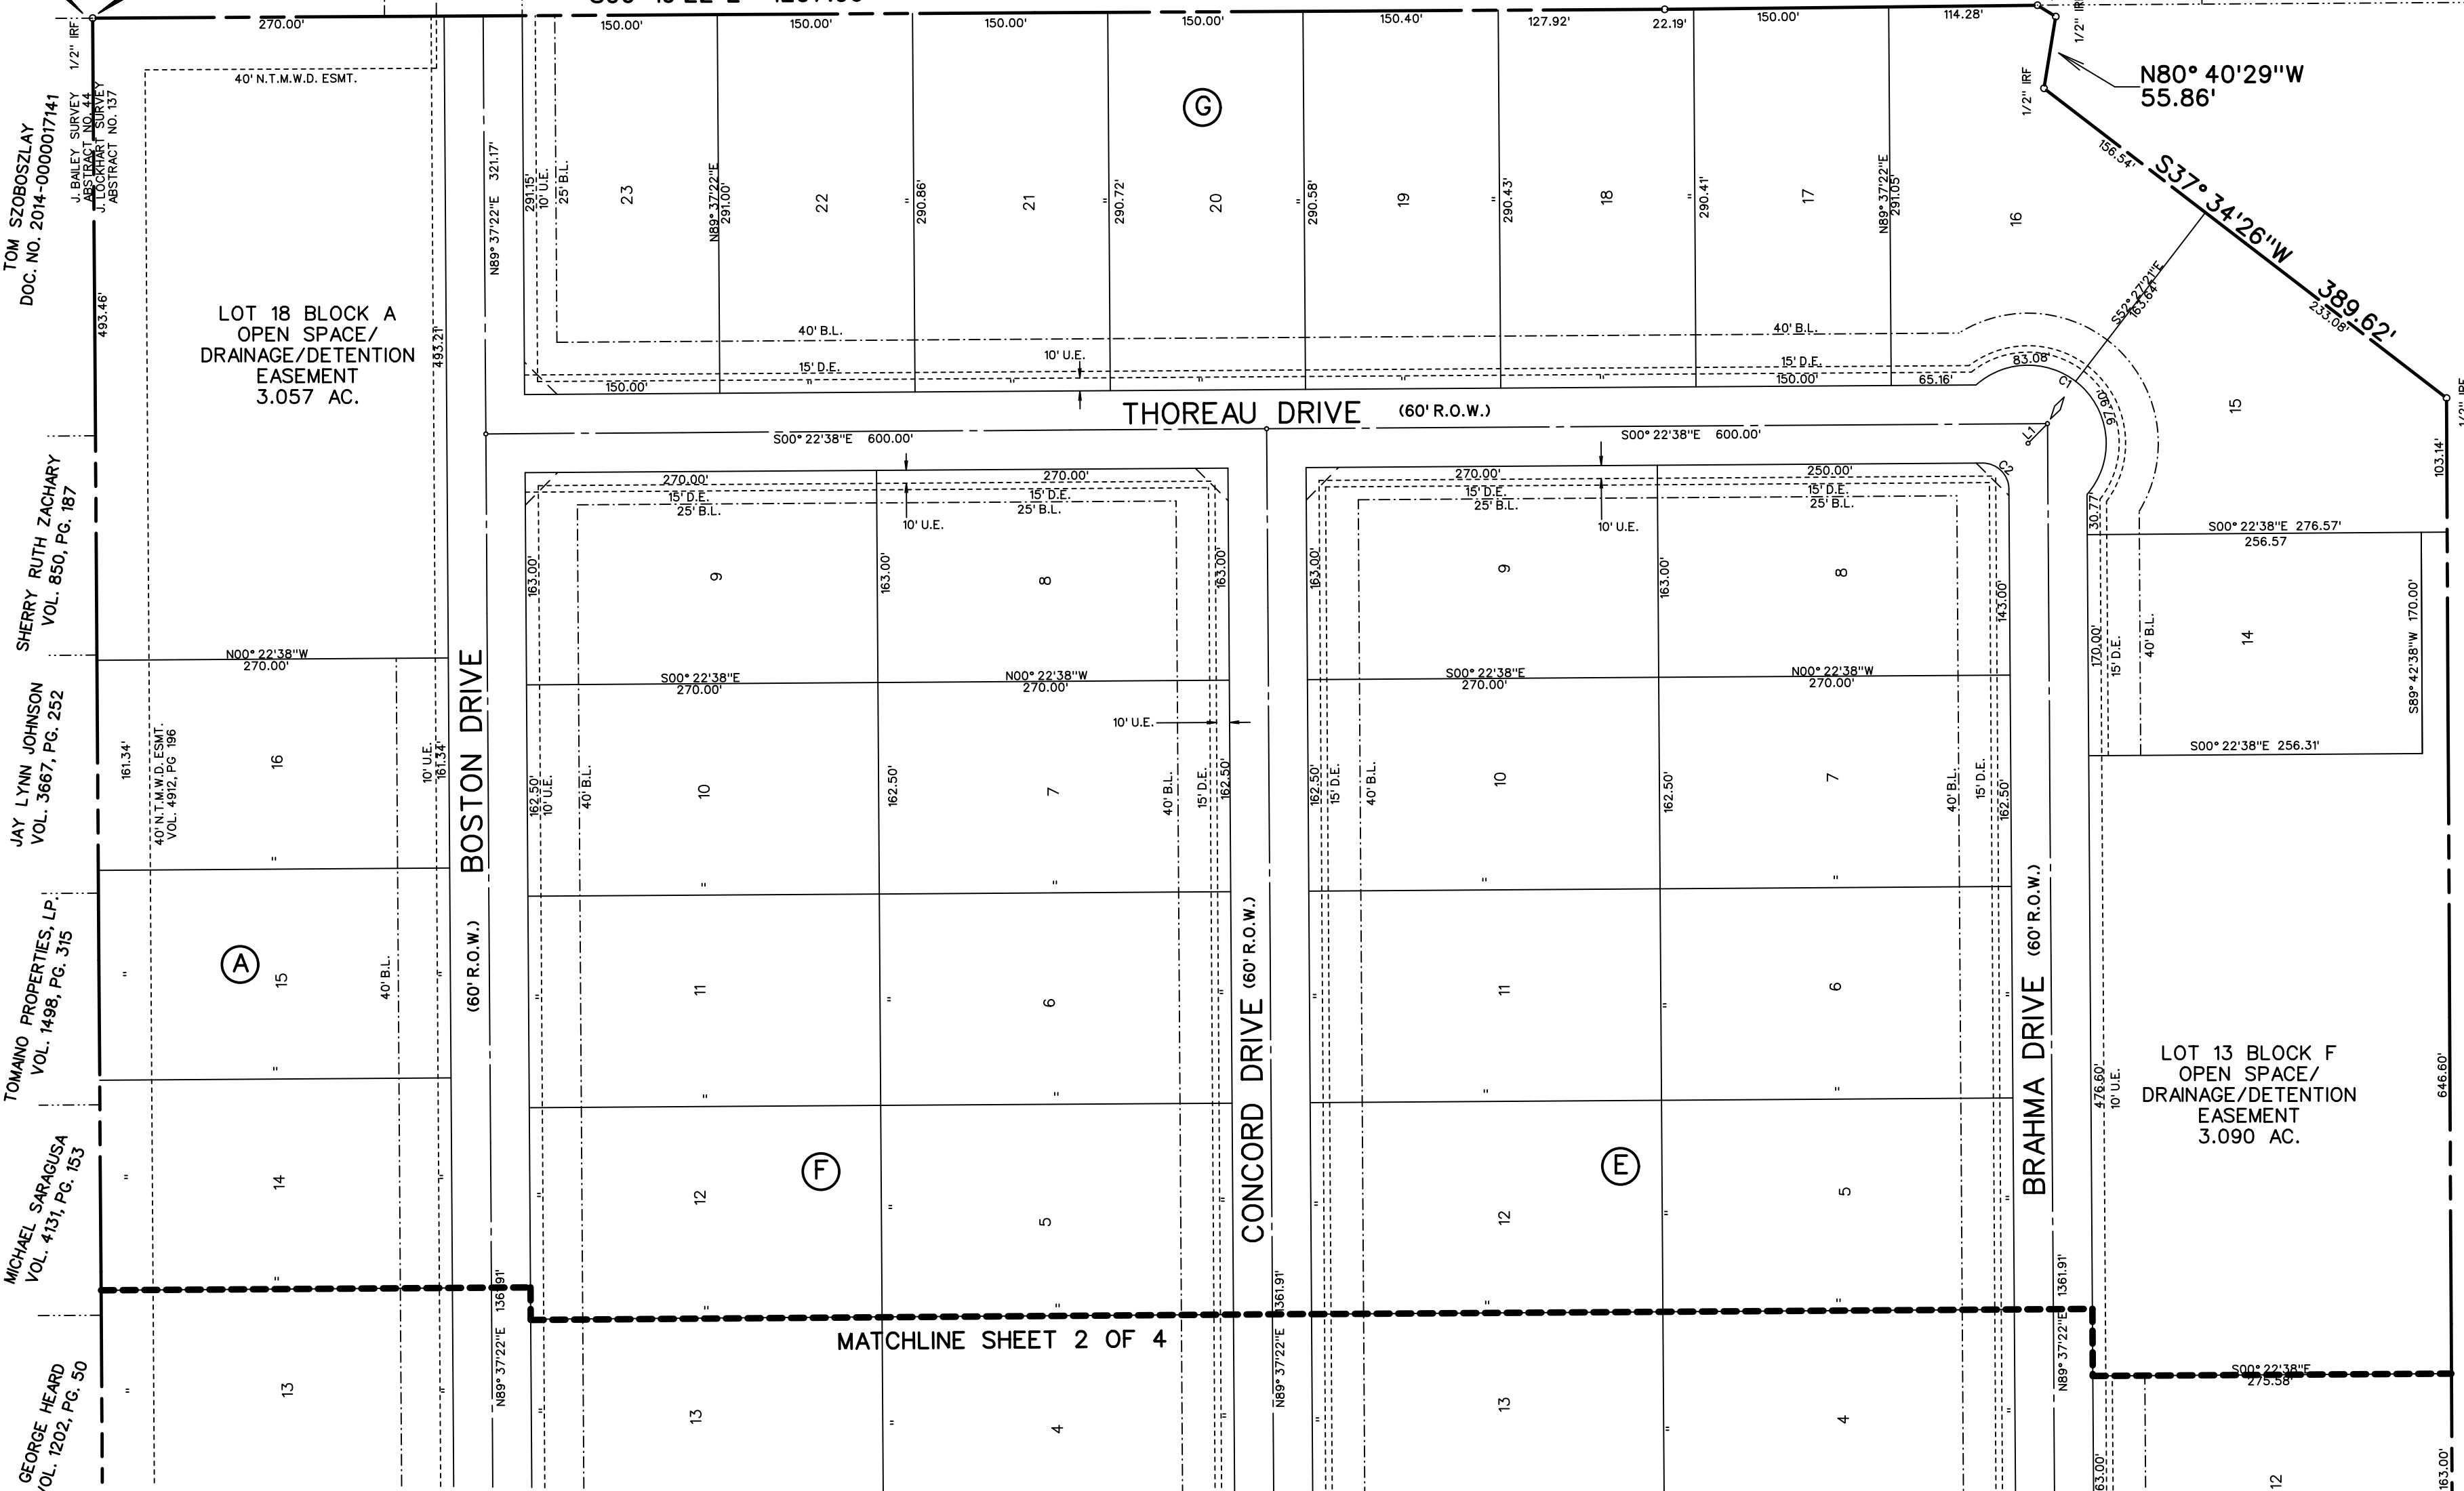 270.00'
150.00'
150.00'
150.00'
150.00'
150.40'
127.92'
22.19'
150.00'
114.28'
1/2" IRF
1/2" IRF
N80° 40'29"W
55.86'
40' N.T.M.W.D. ESMT.
J. BAILEY SURVEY
ABSTRACT NO. 44
J. LOCKHART SURVEY
ABSTRACT NO. 137
TOM SZOBOSZLAY
DOC. NO. 2014-000017141
493.46'
LOT 18 BLOCK A
OPEN SPACE/
DRAINAGE/DETENTION
EASEMENT
3.057 AC.
493.21'
N89° 37'22"E 321.17'
291.15'
10' U.E.
25' B.L.
23
N89° 37'22"E
291.00'
22
"
290.86'
21
"
290.72'
G
20
"
290.58'
19
"
290.43'
18
"
290.41'
17
N89° 37'22"E
291.05'
16
156.54'
S37° 34'26"W 389.62'
233.08'
S52° 27'21"E
163.64'
40' B.L.
40' B.L.
15' D.E.
10' U.E.
15' D.E.
150.00'
"
"
"
"
"
150.00'
65.16'
83.08'
C1
97.90'
15
1/2" IRF
103.14'
THOREAU DRIVE (60' R.O.W.)
S00° 22'38"E 600.00'
S00° 22'38"E 600.00'
L1
C2
SHERRY RUTH ZACHARY
VOL. 850, PG. 187
270.00'
15' D.E.
25' B.L.
270.00'
15' D.E.
25' B.L.
10' U.E.
270.00'
15' D.E.
25' B.L.
250.00'
15' D.E.
25' B.L.
10' U.E.
30.77'
S00° 22'38"E 276.57'
256.57
163.00'
9
163.00'
8
163.00'
163.00'
9
163.00'
8
143.00'
170.00'
15' D.E.
40' B.L.
14
S89° 42'38"W 170.00'
N00° 22'38"W
270.00'
S00° 22'38"E
270.00'
N00° 22'38"W
270.00'
S00° 22'38"E
270.00'
N00° 22'38"W
270.00'
10' U.E.
S00° 22'38"E 256.31'
JAY LYNN JOHNSON
VOL. 3667, PG. 252
161.34'
40' N.T.M.W.D. ESMT.
VOL. 4912, PG 196
16
10' U.E.
161.34'
BOSTON DRIVE
(60' R.O.W.)
162.50'
10' U.E.
40' B.L.
10
162.50'
7
40' B.L.
15' D.E.
162.50'
162.50'
15' D.E.
40' B.L.
10
162.50'
7
40' B.L.
15' D.E.
162.50'
"
"
"
"
"
TOMAINO PROPERTIES, LP.
VOL. 1498, PG. 315
"
A
15
40' B.L.
"
"
11
"
6
"
"
11
"
6
"
CONCORD DRIVE (60' R.O.W.)
BRAHMA DRIVE (60' R.O.W.)
476.60'
10' U.E.
LOT 13 BLOCK F
OPEN SPACE/
DRAINAGE/DETENTION
EASEMENT
3.090 AC.
646.60'
"
"
"
"
"
MICHAEL SARAGUSA
VOL. 4131, PG. 153
"
14
"
"
12
F
"
5
"
"
12
E
"
5
"
"
"
"
"
"
N89° 37'22"E 1361.91'
N89° 37'22"E 1361.91'
N89° 37'22"E 1361.91'
MATCHLINE SHEET 2 OF 4
S00° 22'38"E
275.58'
GEORGE HEARD
VOL. 1202, PG. 50
"
13
"
"
13
"
4
"
"
13
"
4
"
12
163.00'